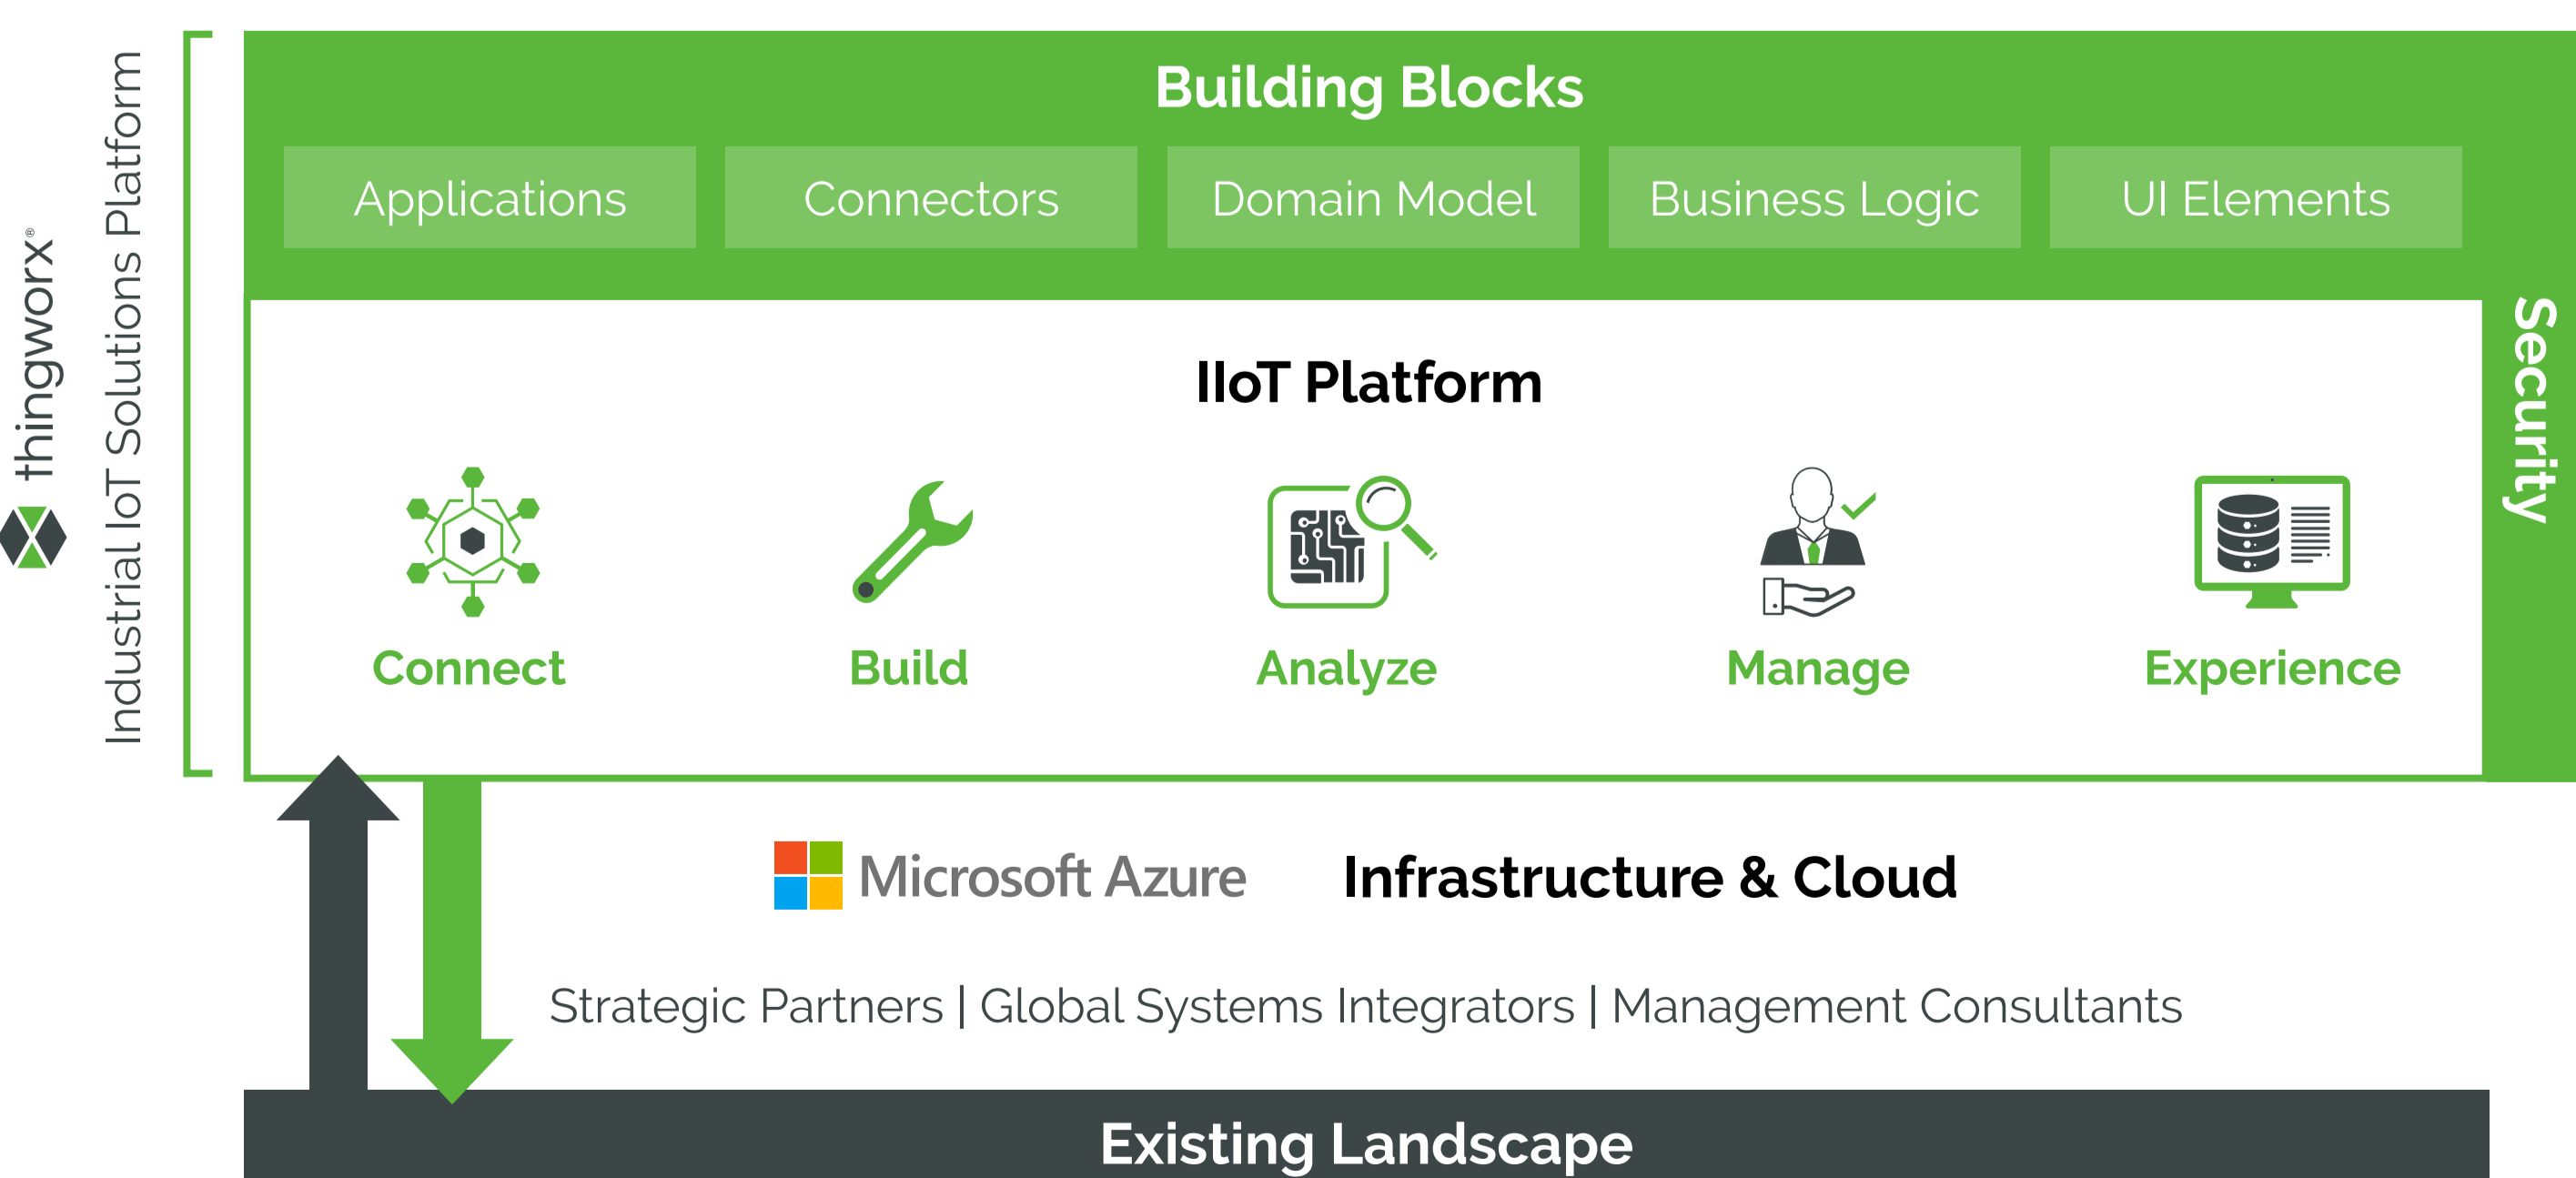 Building Blocks
Applications
Connectors
Domain Model
Business Logic
UI Elements
thingworx®
Industrial IoT Solutions Platform
Security
IIoT Platform
Connect
Build
Analyze
Manage
Experience
Microsoft Azure
Infrastructure & Cloud
Strategic Partners | Global Systems Integrators | Management Consultants
Existing Landscape